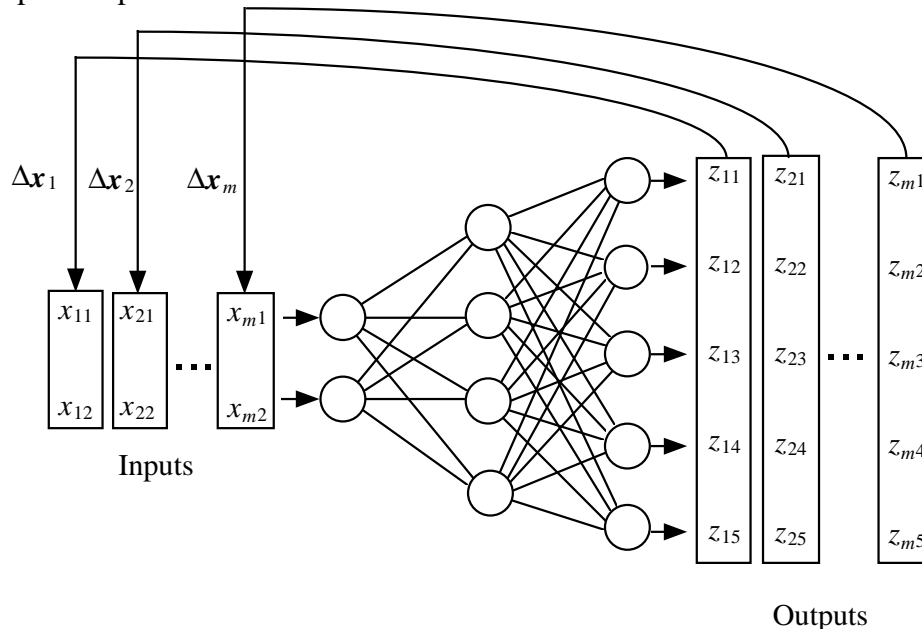 Δx₁ Δx₂ Δxₘ
z₁₁ z₂₁ zₘ₁
z₁₂ z₂₂ zₘ₂
x₁₁ x₂₁ xₘ₁
z₁₃ z₂₃ ... zₘ₃
...
x₁₂ x₂₂ xₘ₂
z₁₄ z₂₄ zₘ₄
Inputs
z₁₅ z₂₅ zₘ₅
Outputs